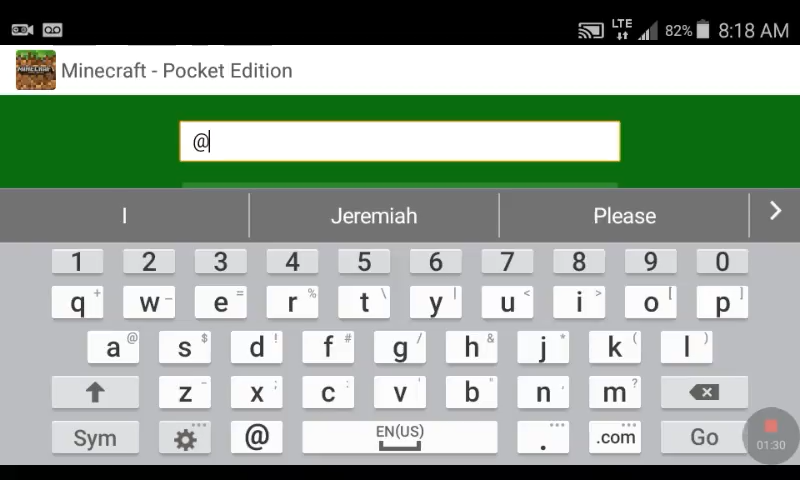 LTE 82% 8:18 AM
Minecraft - Pocket Edition
@
I Jeremiah Please
1 2 3 4 5 6 7 8 9 0
q + w _ e = r % t \ y | u < i > o [ p ]
a @ s $ d ! f # g / h & j * k ( l )
z - x ; c : v ' b " n , m ?
Sym @ EN(US) . .com Go
01:30